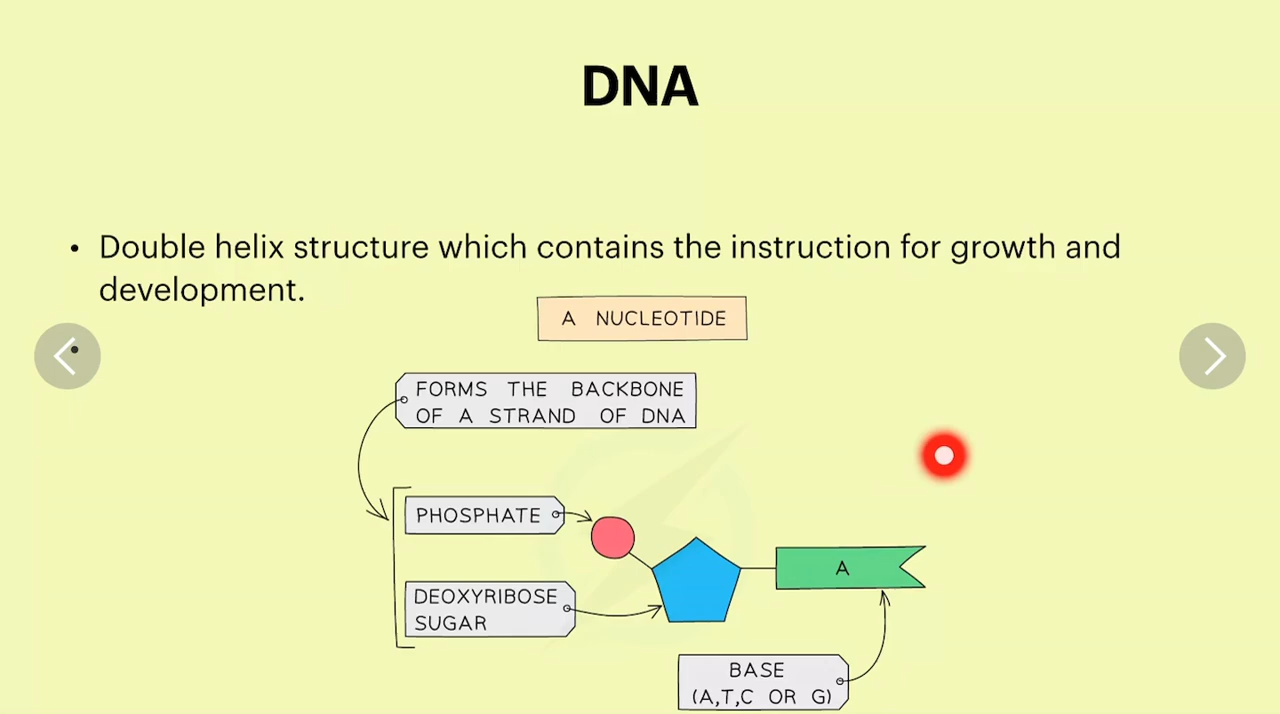 DNA
• Double helix structure which contains the instruction for growth and
development.
A NUCLEOTIDE
FORMS THE BACKBONE
OF A STRAND OF DNA
PHOSPHATE
DEOXYRIBOSE
SUGAR
A
BASE
(A,T,C OR G)